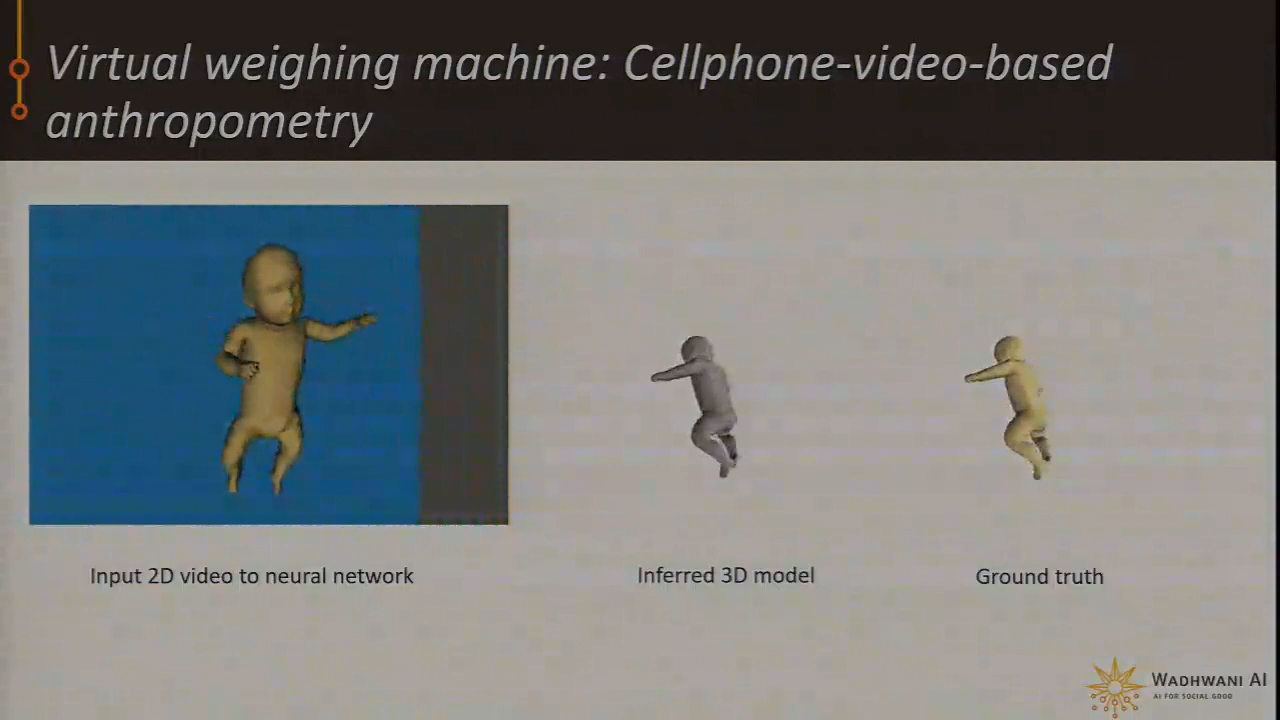 Virtual weighing machine: Cellphone-video-based
anthropometry
Input 2D video to neural network
Inferred 3D model
Ground truth
WADHWANI AI
AI FOR SOCIAL GOOD